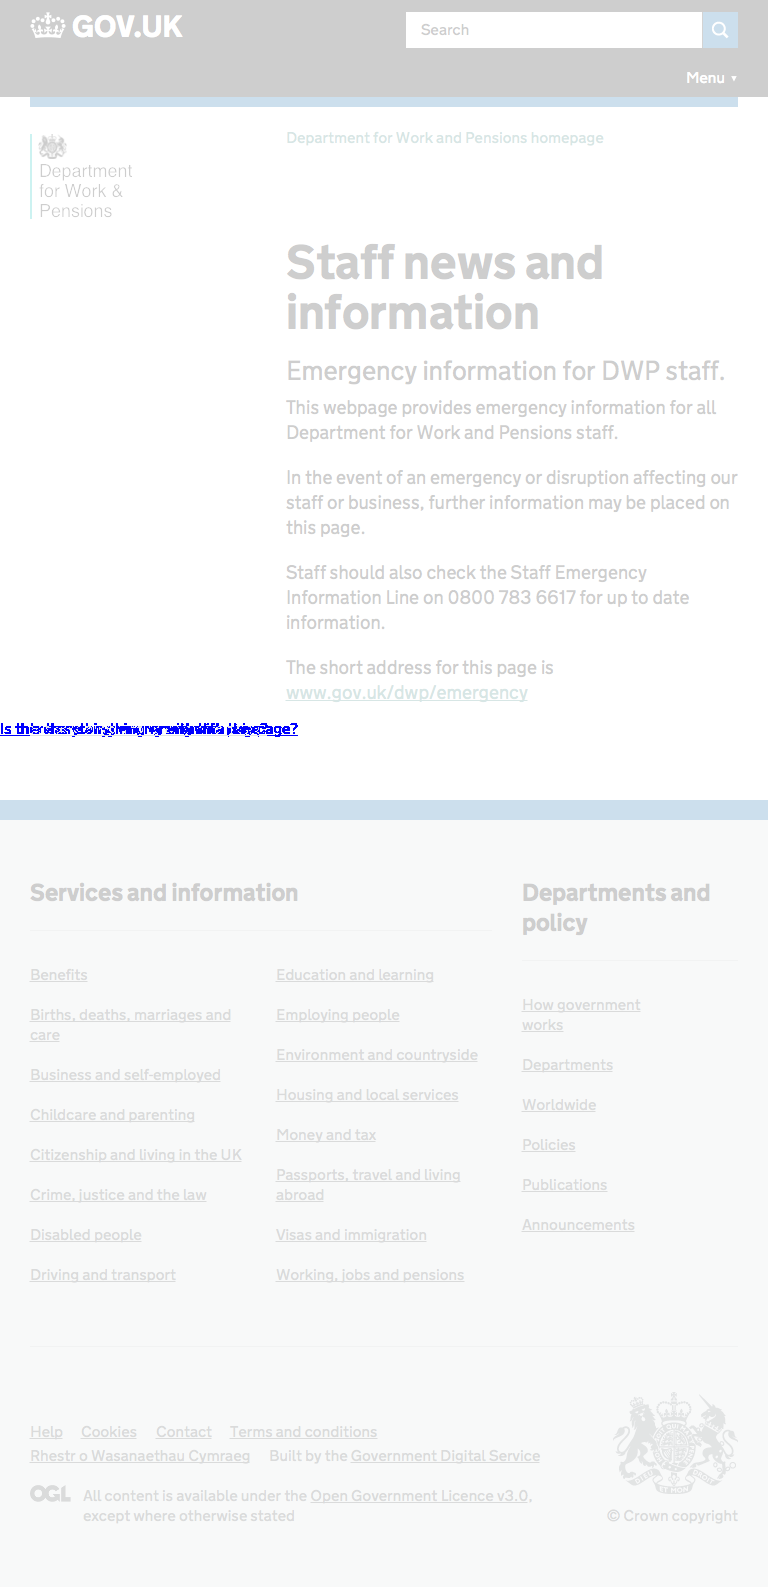 GOV.UK
Search
Menu ▼
Department for Work and Pensions homepage
Department
for Work &
Pensions
Staff news and
information
Emergency information for DWP staff.
This webpage provides emergency information for all
Department for Work and Pensions staff.
In the event of an emergency or disruption affecting our
staff or business, further information may be placed on
this page.
Staff should also check the Staff Emergency
Information Line on 0800 783 6617 for up to date
information.
The short address for this page is
www.gov.uk/dwp/emergency
Services and information
Benefits
Births, deaths, marriages and
care
Business and self-employed
Childcare and parenting
Citizenship and living in the UK
Crime, justice and the law
Disabled people
Driving and transport
Education and learning
Employing people
Environment and countryside
Housing and local services
Money and tax
Passports, travel and living
abroad
Visas and immigration
Working, jobs and pensions
Departments and
policy
How government
works
Departments
Worldwide
Policies
Publications
Announcements
Help Cookies Contact Terms and conditions
Rhestr o Wasanaethau Cymraeg Built by the Government Digital Service
OGL All content is available under the Open Government Licence v3.0,
except where otherwise stated
© Crown copyright